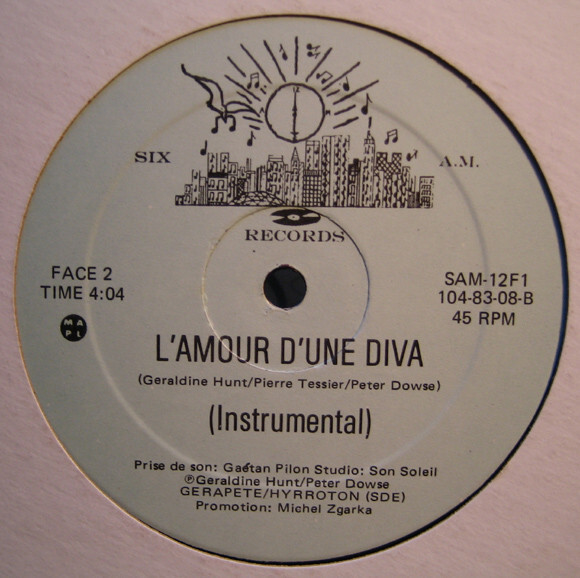 SIX A.M.
RECORDS
FACE 2
TIME 4:04
MA
PL
SAM-12F1
104-83-08-B
45 RPM
L'AMOUR D'UNE DIVA
(Geraldine Hunt/Pierre Tessier/Peter Dowse)
(Instrumental)
Prise de son: Gaétan Pilon Studio: Son Soleil
℗Geraldine Hunt/Peter Dowse
GERAPETE/HYRROTON (SDE)
Promotion: Michel Zgarka